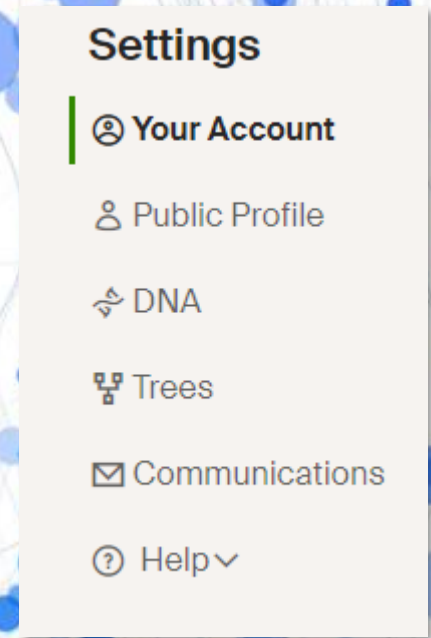 Settings
Your Account
Public Profile
DNA
Trees
Communications
Help